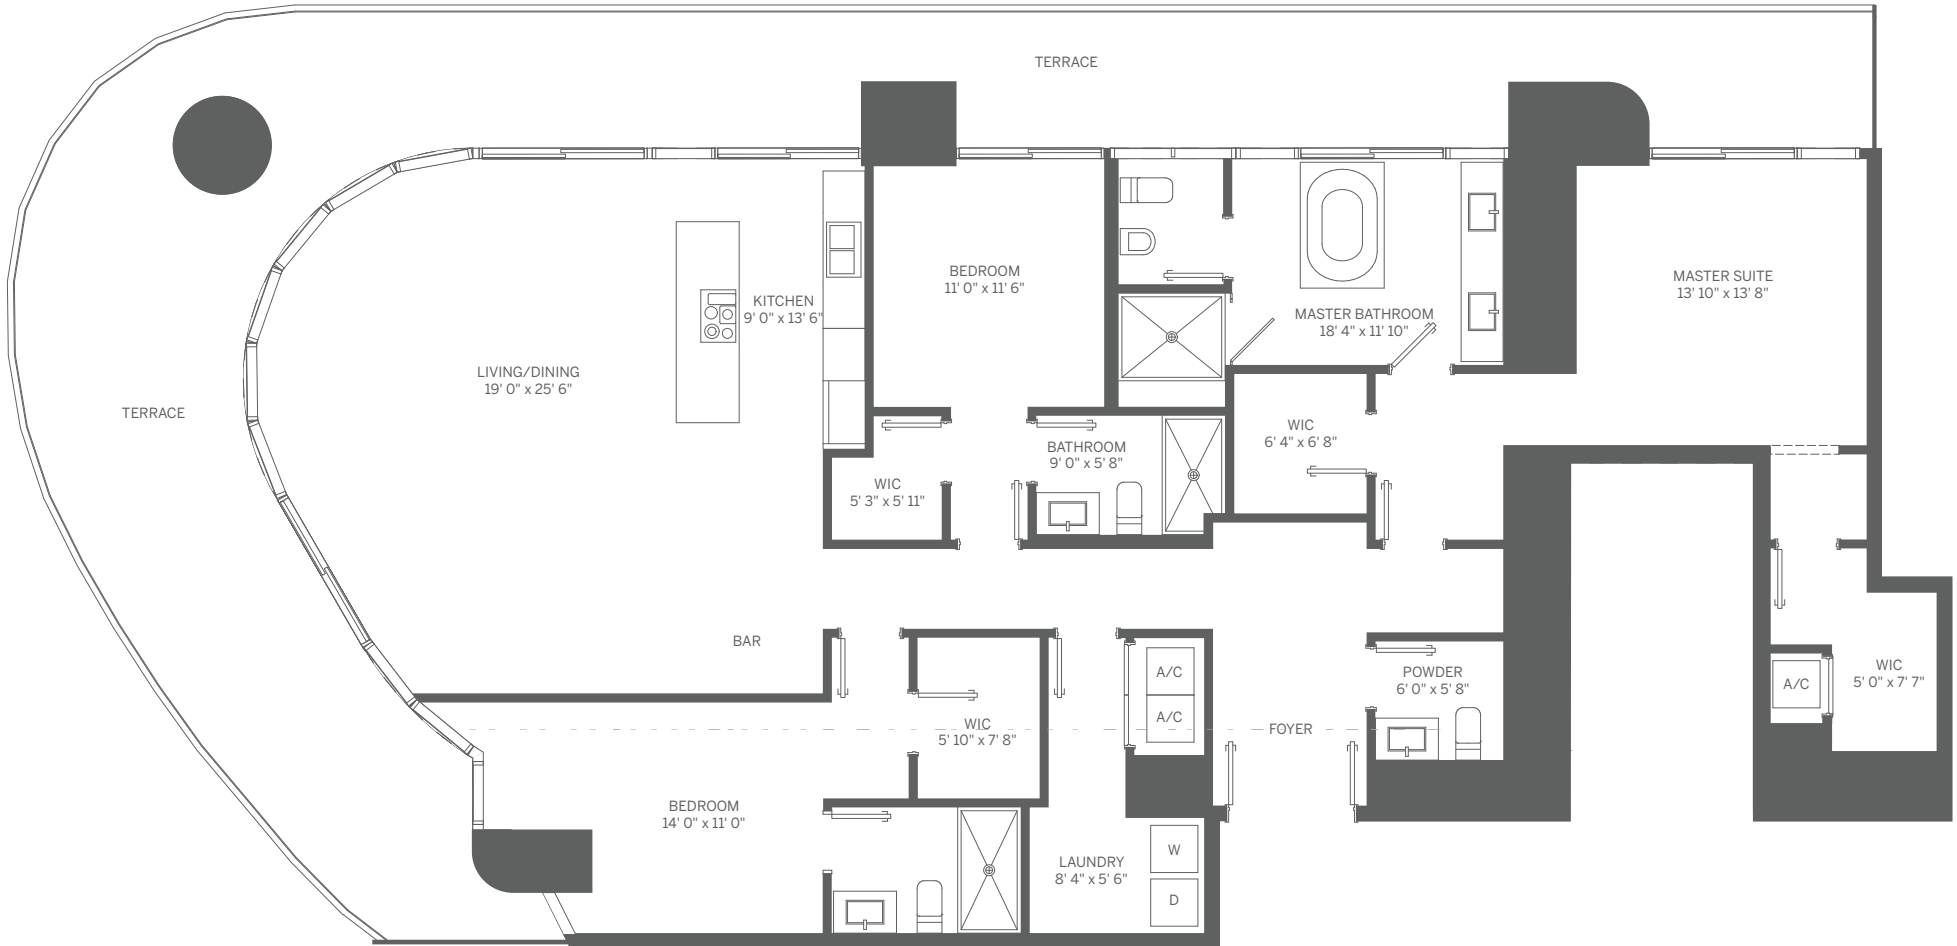 TERRACE
BEDROOM
11' 0" x 11' 6"
MASTER SUITE
13' 10" x 13' 8"
KITCHEN
9' 0" x 13' 6"
MASTER BATHROOM
18' 4" x 11' 10"
LIVING/DINING
19' 0" x 25' 6"
TERRACE
WIC
6' 4" x 6' 8"
BATHROOM
9' 0" x 5' 8"
WIC
5' 3" x 5' 11"
BAR
A/C
A/C
POWDER
6' 0" x 5' 8"
WIC
5' 0" x 7' 7"
A/C
WIC
5' 10" x 7' 8"
FOYER
BEDROOM
14' 0" x 11' 0"
LAUNDRY
8' 4" x 5' 6"
W
D